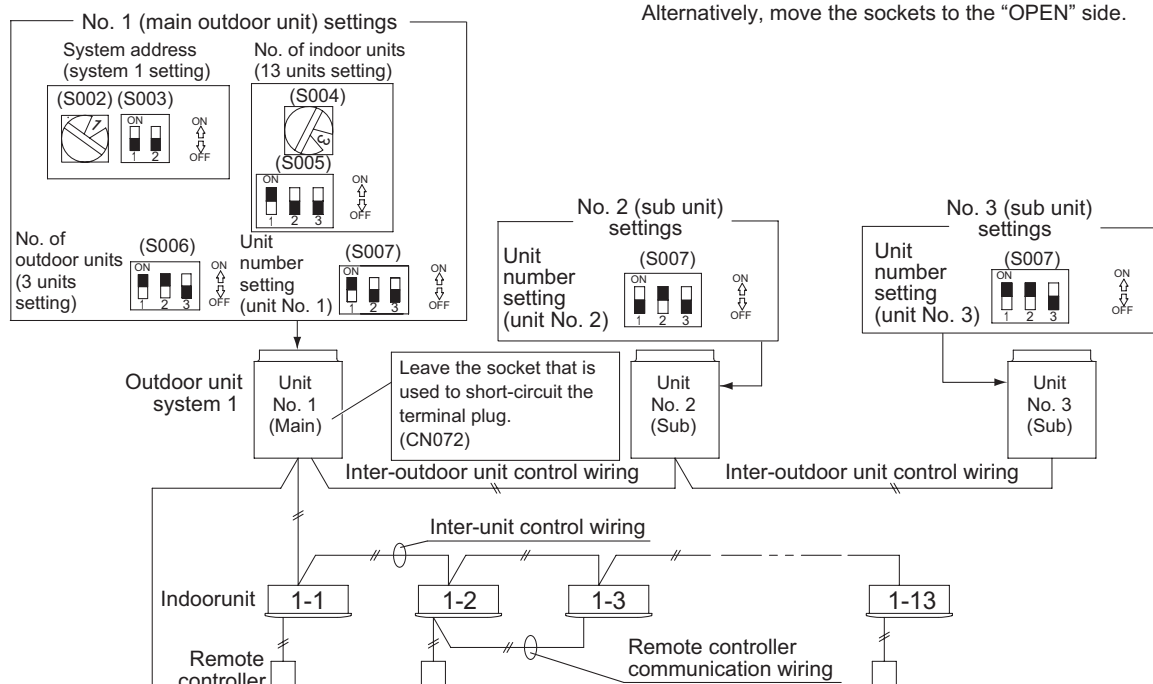 Alternatively, move the sockets to the “OPEN” side.
No. 1 (main outdoor unit) settings
System address
(system 1 setting)
(S002) (S003)
1
ON
1 2
ON
OFF
No. of indoor units
(13 units setting)
(S004)
3
(S005)
ON
1 2 3
ON
OFF
No. of
outdoor units
(3 units
setting)
(S006)
ON
1 2 3
ON
OFF
Unit
number
setting
(unit No. 1)
(S007)
ON
1 2 3
ON
OFF
No. 2 (sub unit)
settings
Unit
number
setting
(unit No. 2)
(S007)
ON
1 2 3
ON
OFF
No. 3 (sub unit)
settings
Unit
number
setting
(unit No. 3)
(S007)
ON
1 2 3
ON
OFF
Outdoor unit
system 1
Unit
No. 1
(Main)
Leave the socket that is
used to short-circuit the
terminal plug.
(CN072)
Unit
No. 2
(Sub)
Unit
No. 3
(Sub)
Inter-outdoor unit control wiring
Inter-outdoor unit control wiring
Inter-unit control wiring
Indoorunit
1-1
1-2
1-3
1-13
Remote
controller
Remote controller
communication wiring